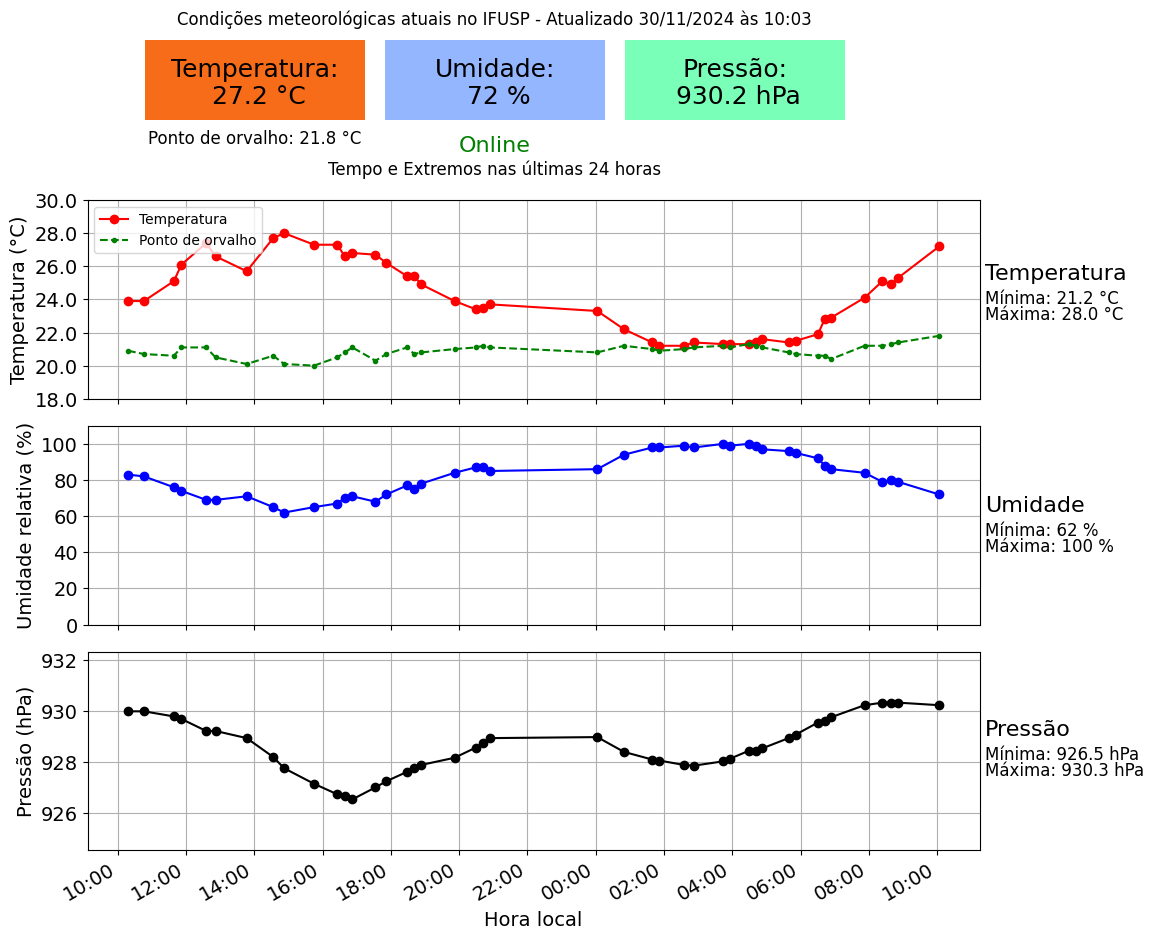 Condições meteorológicas atuais no IFUSP - Atualizado 30/11/2024 às 10:03
Temperatura:
27.2 °C
Umidade:
72 %
Pressão:
930.2 hPa
Ponto de orvalho: 21.8 °C
Online
Tempo e Extremos nas últimas 24 horas
Temperatura (°C)
30.0
28.0
26.0
24.0
22.0
20.0
18.0
Temperatura
Ponto de orvalho
Temperatura
Mínima: 21.2 °C
Máxima: 28.0 °C
Umidade relativa (%)
100
80
60
40
20
0
Umidade
Mínima: 62 %
Máxima: 100 %
Pressão (hPa)
932
930
928
926
Pressão
Mínima: 926.5 hPa
Máxima: 930.3 hPa
10:00 12:00 14:00 16:00 18:00 20:00 22:00 00:00 02:00 04:00 06:00 08:00 10:00
Hora local